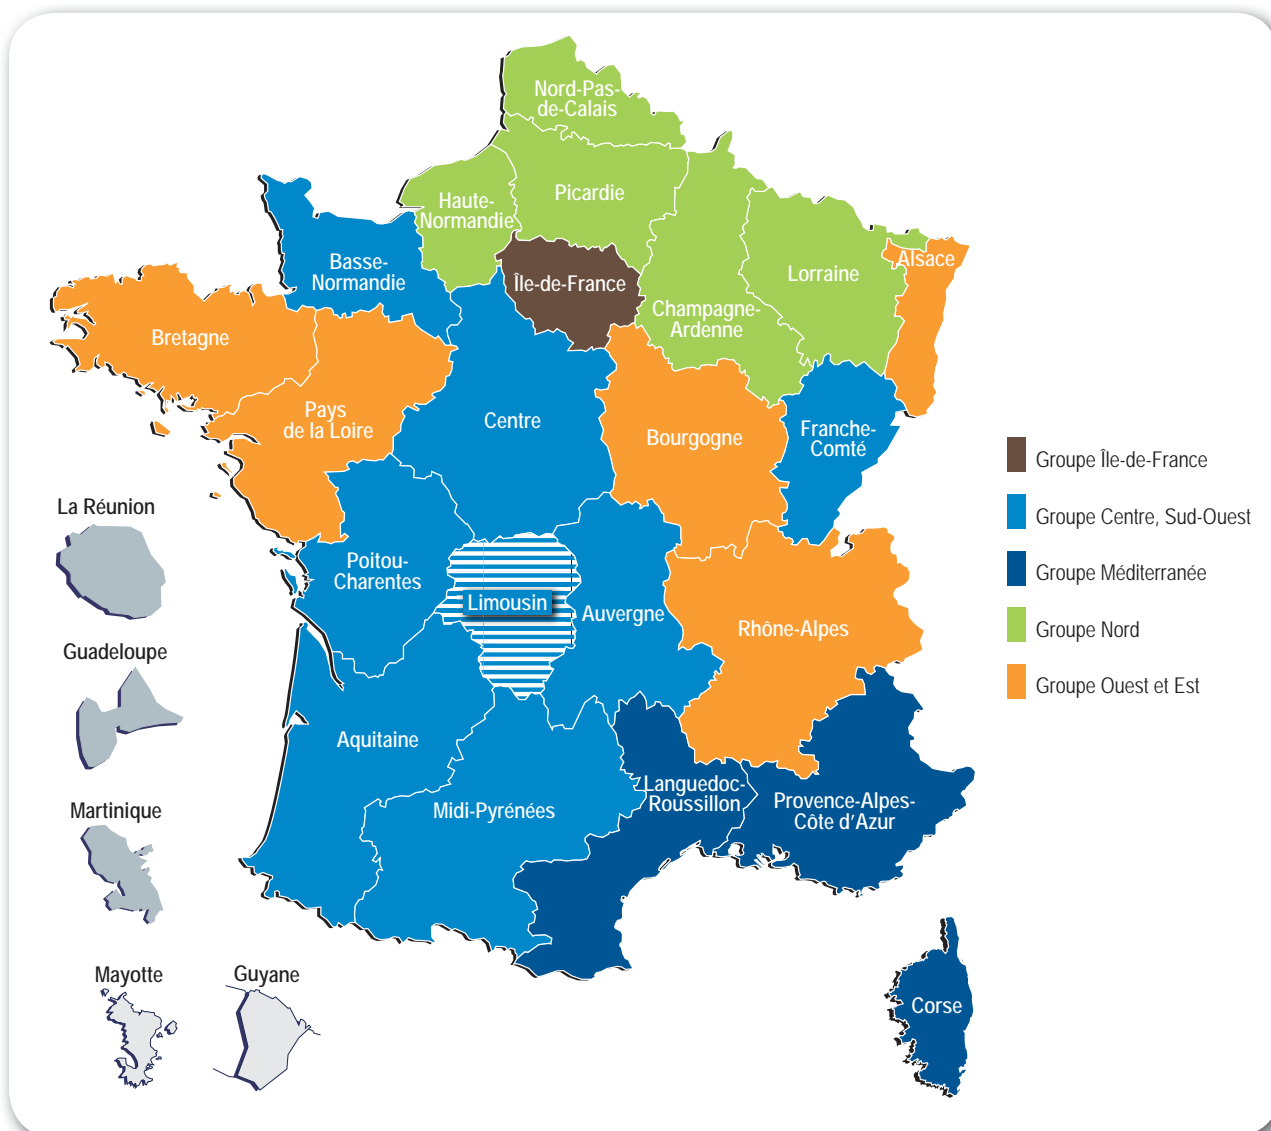 Nord-Pas-
de-Calais
Picardie
Haute-
Normandie
Basse-
Normandie
Île-de-France
Champagne-
Ardenne
Lorraine
Alsace
Bretagne
Pays
de la Loire
Centre
Bourgogne
Franche-
Comté
Poitou-
Charentes
Limousin
Auvergne
Rhône-Alpes
Aquitaine
Midi-Pyrénées
Languedoc-
Roussillon
Provence-Alpes-
Côte d'Azur
Corse
La Réunion
Guadeloupe
Martinique
Mayotte
Guyane
Groupe Île-de-France
Groupe Centre, Sud-Ouest
Groupe Méditerranée
Groupe Nord
Groupe Ouest et Est